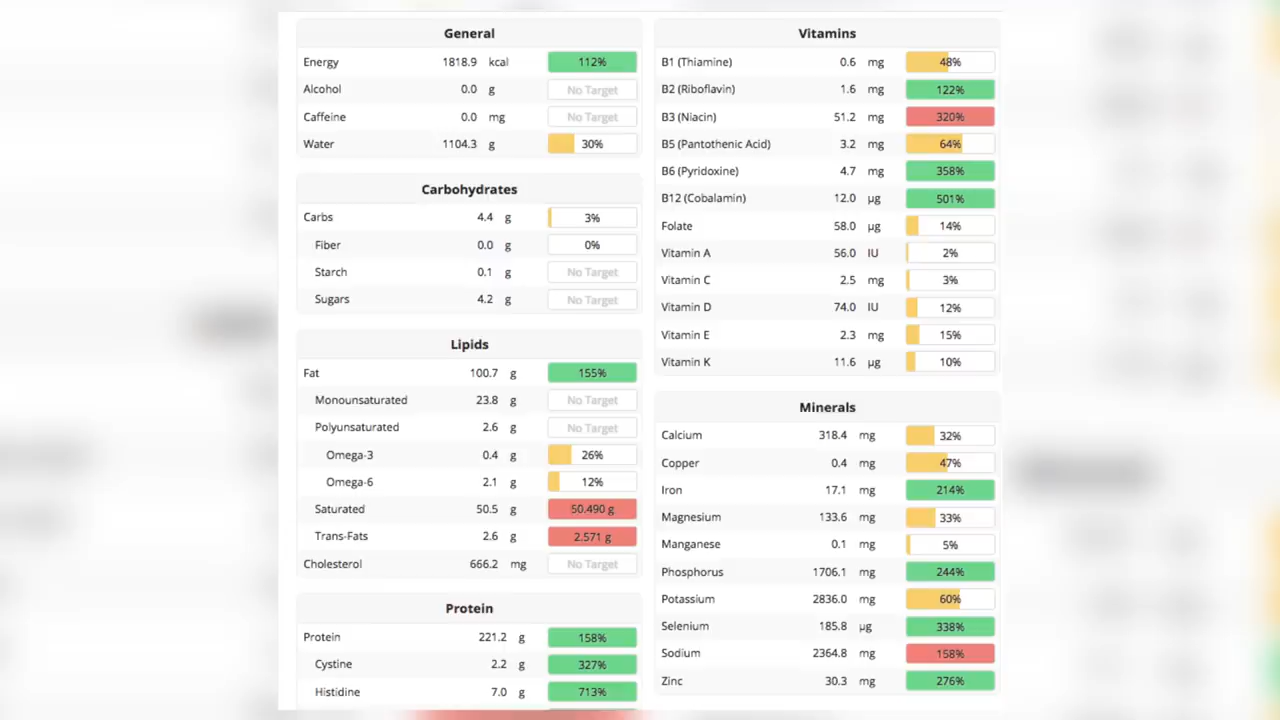 General
Energy 1818.9 kcal 112%
Alcohol 0.0 g No Target
Caffeine 0.0 mg No Target
Water 1104.3 g 30%
Carbohydrates
Carbs 4.4 g 3%
Fiber 0.0 g 0%
Starch 0.1 g No Target
Sugars 4.2 g No Target
Lipids
Fat 100.7 g 155%
Monounsaturated 23.8 g No Target
Polyunsaturated 2.6 g No Target
Omega-3 0.4 g 26%
Omega-6 2.1 g 12%
Saturated 50.5 g 50.490 g
Trans-Fats 2.6 g 2.571 g
Cholesterol 666.2 mg No Target
Protein
Protein 221.2 g 158%
Cystine 2.2 g 327%
Histidine 7.0 g 713%
Vitamins
B1 (Thiamine) 0.6 mg 48%
B2 (Riboflavin) 1.6 mg 122%
B3 (Niacin) 51.2 mg 320%
B5 (Pantothenic Acid) 3.2 mg 64%
B6 (Pyridoxine) 4.7 mg 358%
B12 (Cobalamin) 12.0 µg 501%
Folate 58.0 µg 14%
Vitamin A 56.0 IU 2%
Vitamin C 2.5 mg 3%
Vitamin D 74.0 IU 12%
Vitamin E 2.3 mg 15%
Vitamin K 11.6 µg 10%
Minerals
Calcium 318.4 mg 32%
Copper 0.4 mg 47%
Iron 17.1 mg 214%
Magnesium 133.6 mg 33%
Manganese 0.1 mg 5%
Phosphorus 1706.1 mg 244%
Potassium 2836.0 mg 60%
Selenium 185.8 µg 338%
Sodium 2364.8 mg 158%
Zinc 30.3 mg 276%